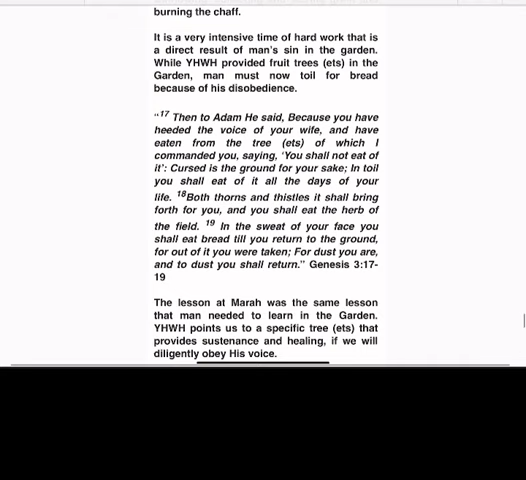 burning the chaff.
It is a very intensive time of hard work that is
a direct result of man's sin in the garden.
While YHWH provided fruit trees (ets) in the
Garden, man must now toil for bread
because of his disobedience.
"17 Then to Adam He said, Because you have
heeded the voice of your wife, and have
eaten from the tree (ets) of which I
commanded you, saying, 'You shall not eat of
it': Cursed is the ground for your sake; In toil
you shall eat of it all the days of your
life. 18Both thorns and thistles it shall bring
forth for you, and you shall eat the herb of
the field. 19 In the sweat of your face you
shall eat bread till you return to the ground,
for out of it you were taken; For dust you are,
and to dust you shall return." Genesis 3:17-
19
The lesson at Marah was the same lesson
that man needed to learn in the Garden.
YHWH points us to a specific tree (ets) that
provides sustenance and healing, if we will
diligently obey His voice.